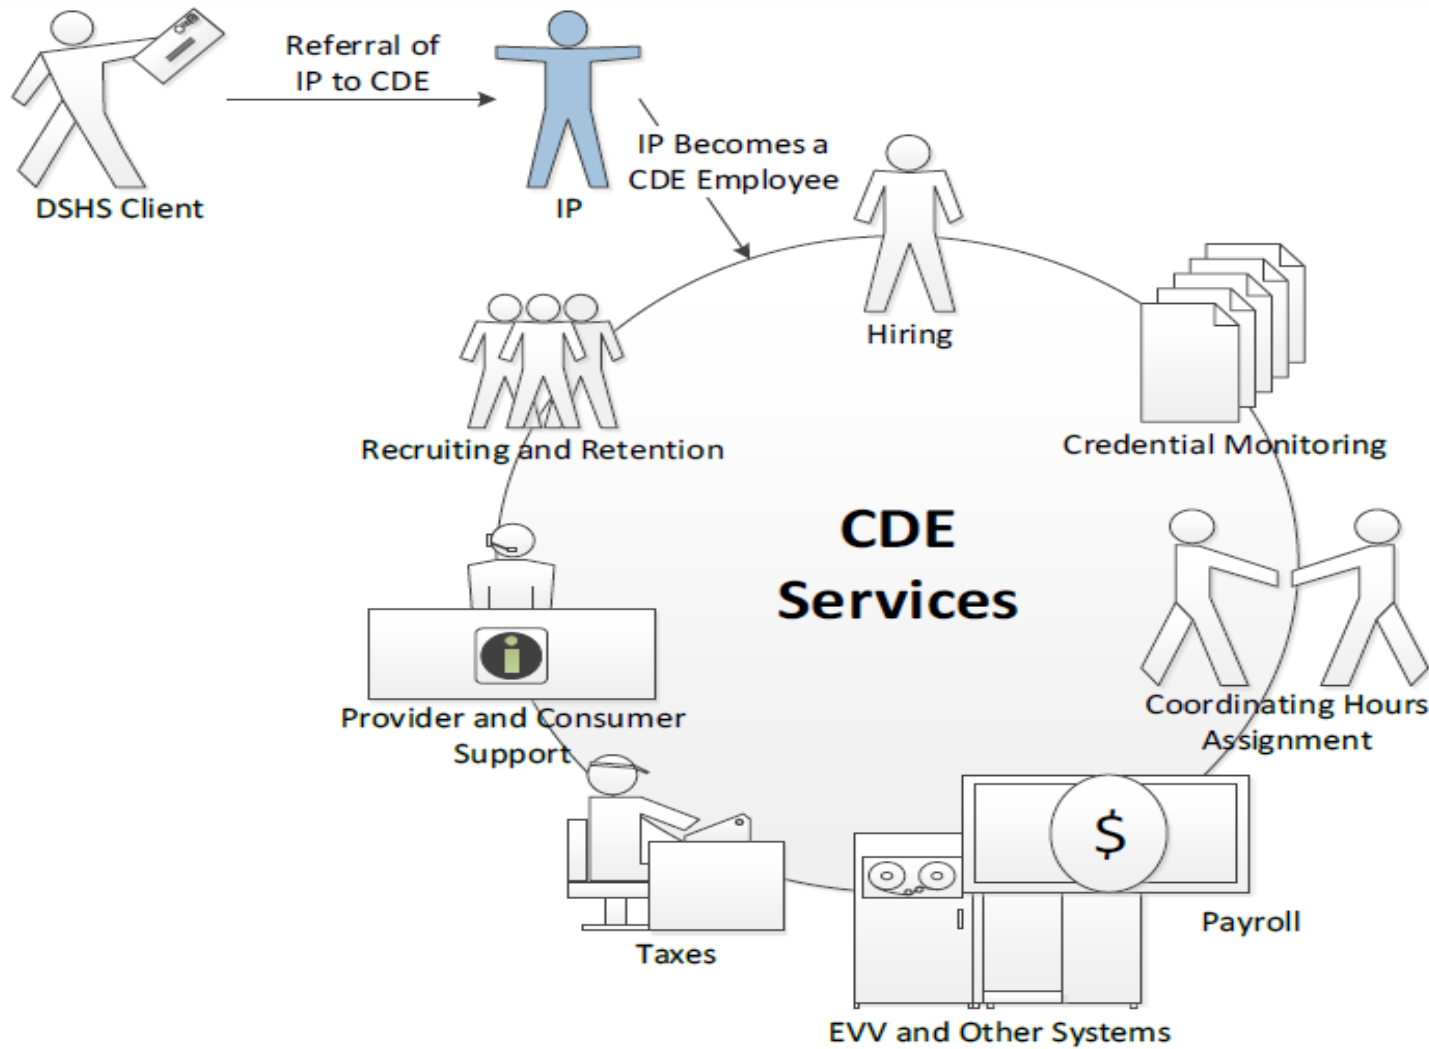 Referral of
IP to CDE
DSHS Client
IP
IP Becomes a
CDE Employee
Hiring
Recruiting and Retention
Credential Monitoring
CDE
Services
Provider and Consumer
Support
Coordinating Hours
Assignment
$
Taxes
Payroll
EVV and Other Systems